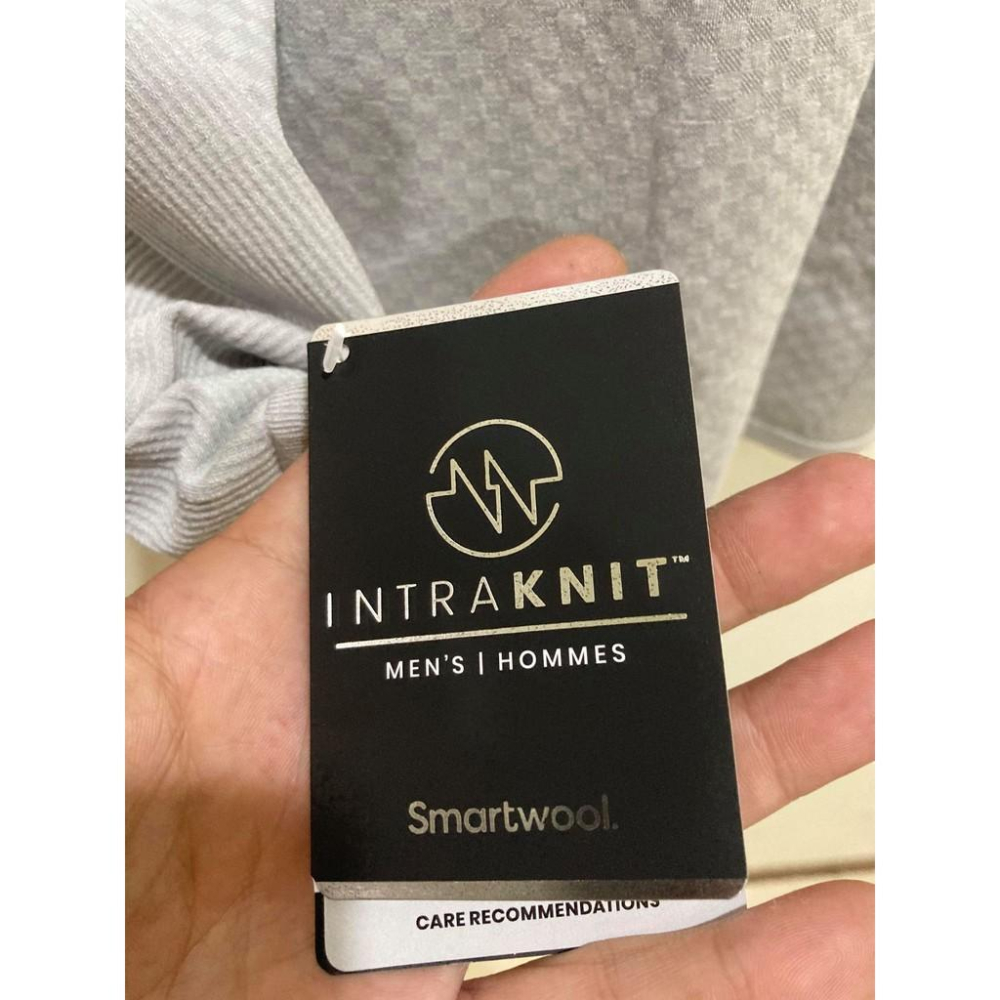 INTRAKNIT™
MEN'S | HOMMES
Smartwool.
CARE RECOMMENDATIONS